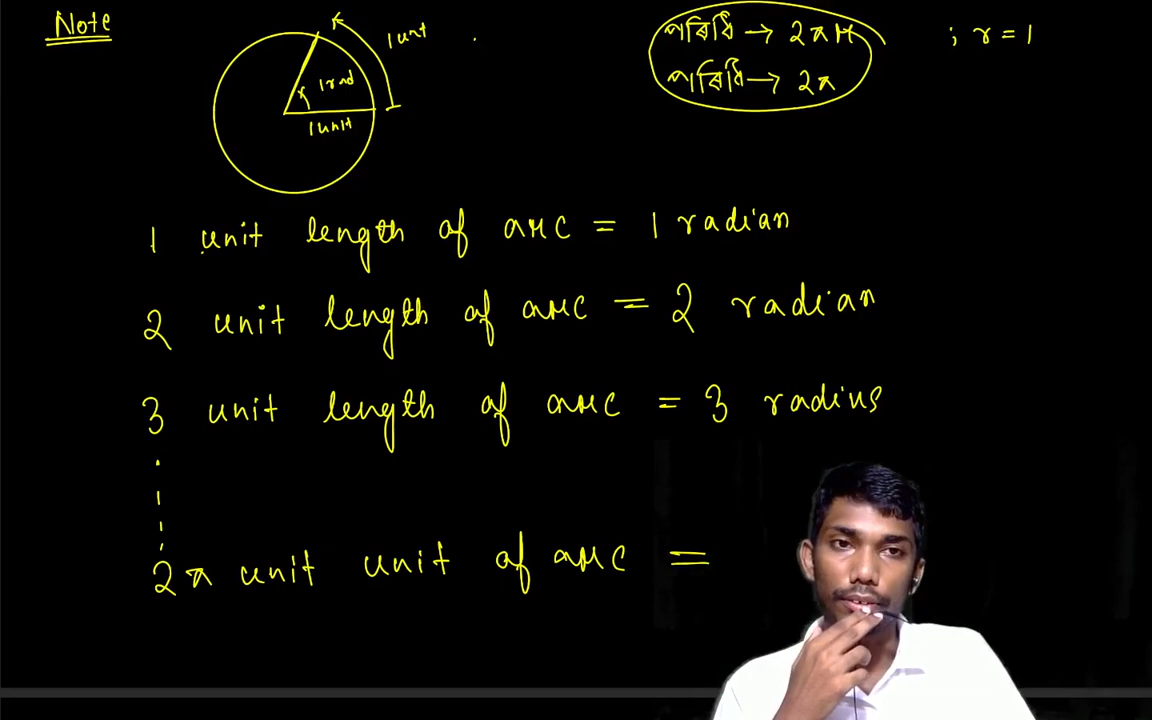 Note
1 unit
1 rad
1 unit
পৰিধি → 2πr ; r = 1
পৰিধি → 2π
1 unit length of arc = 1 radian
2 unit length of arc = 2 radian
3 unit length of arc = 3 radius
2π unit unit of arc =